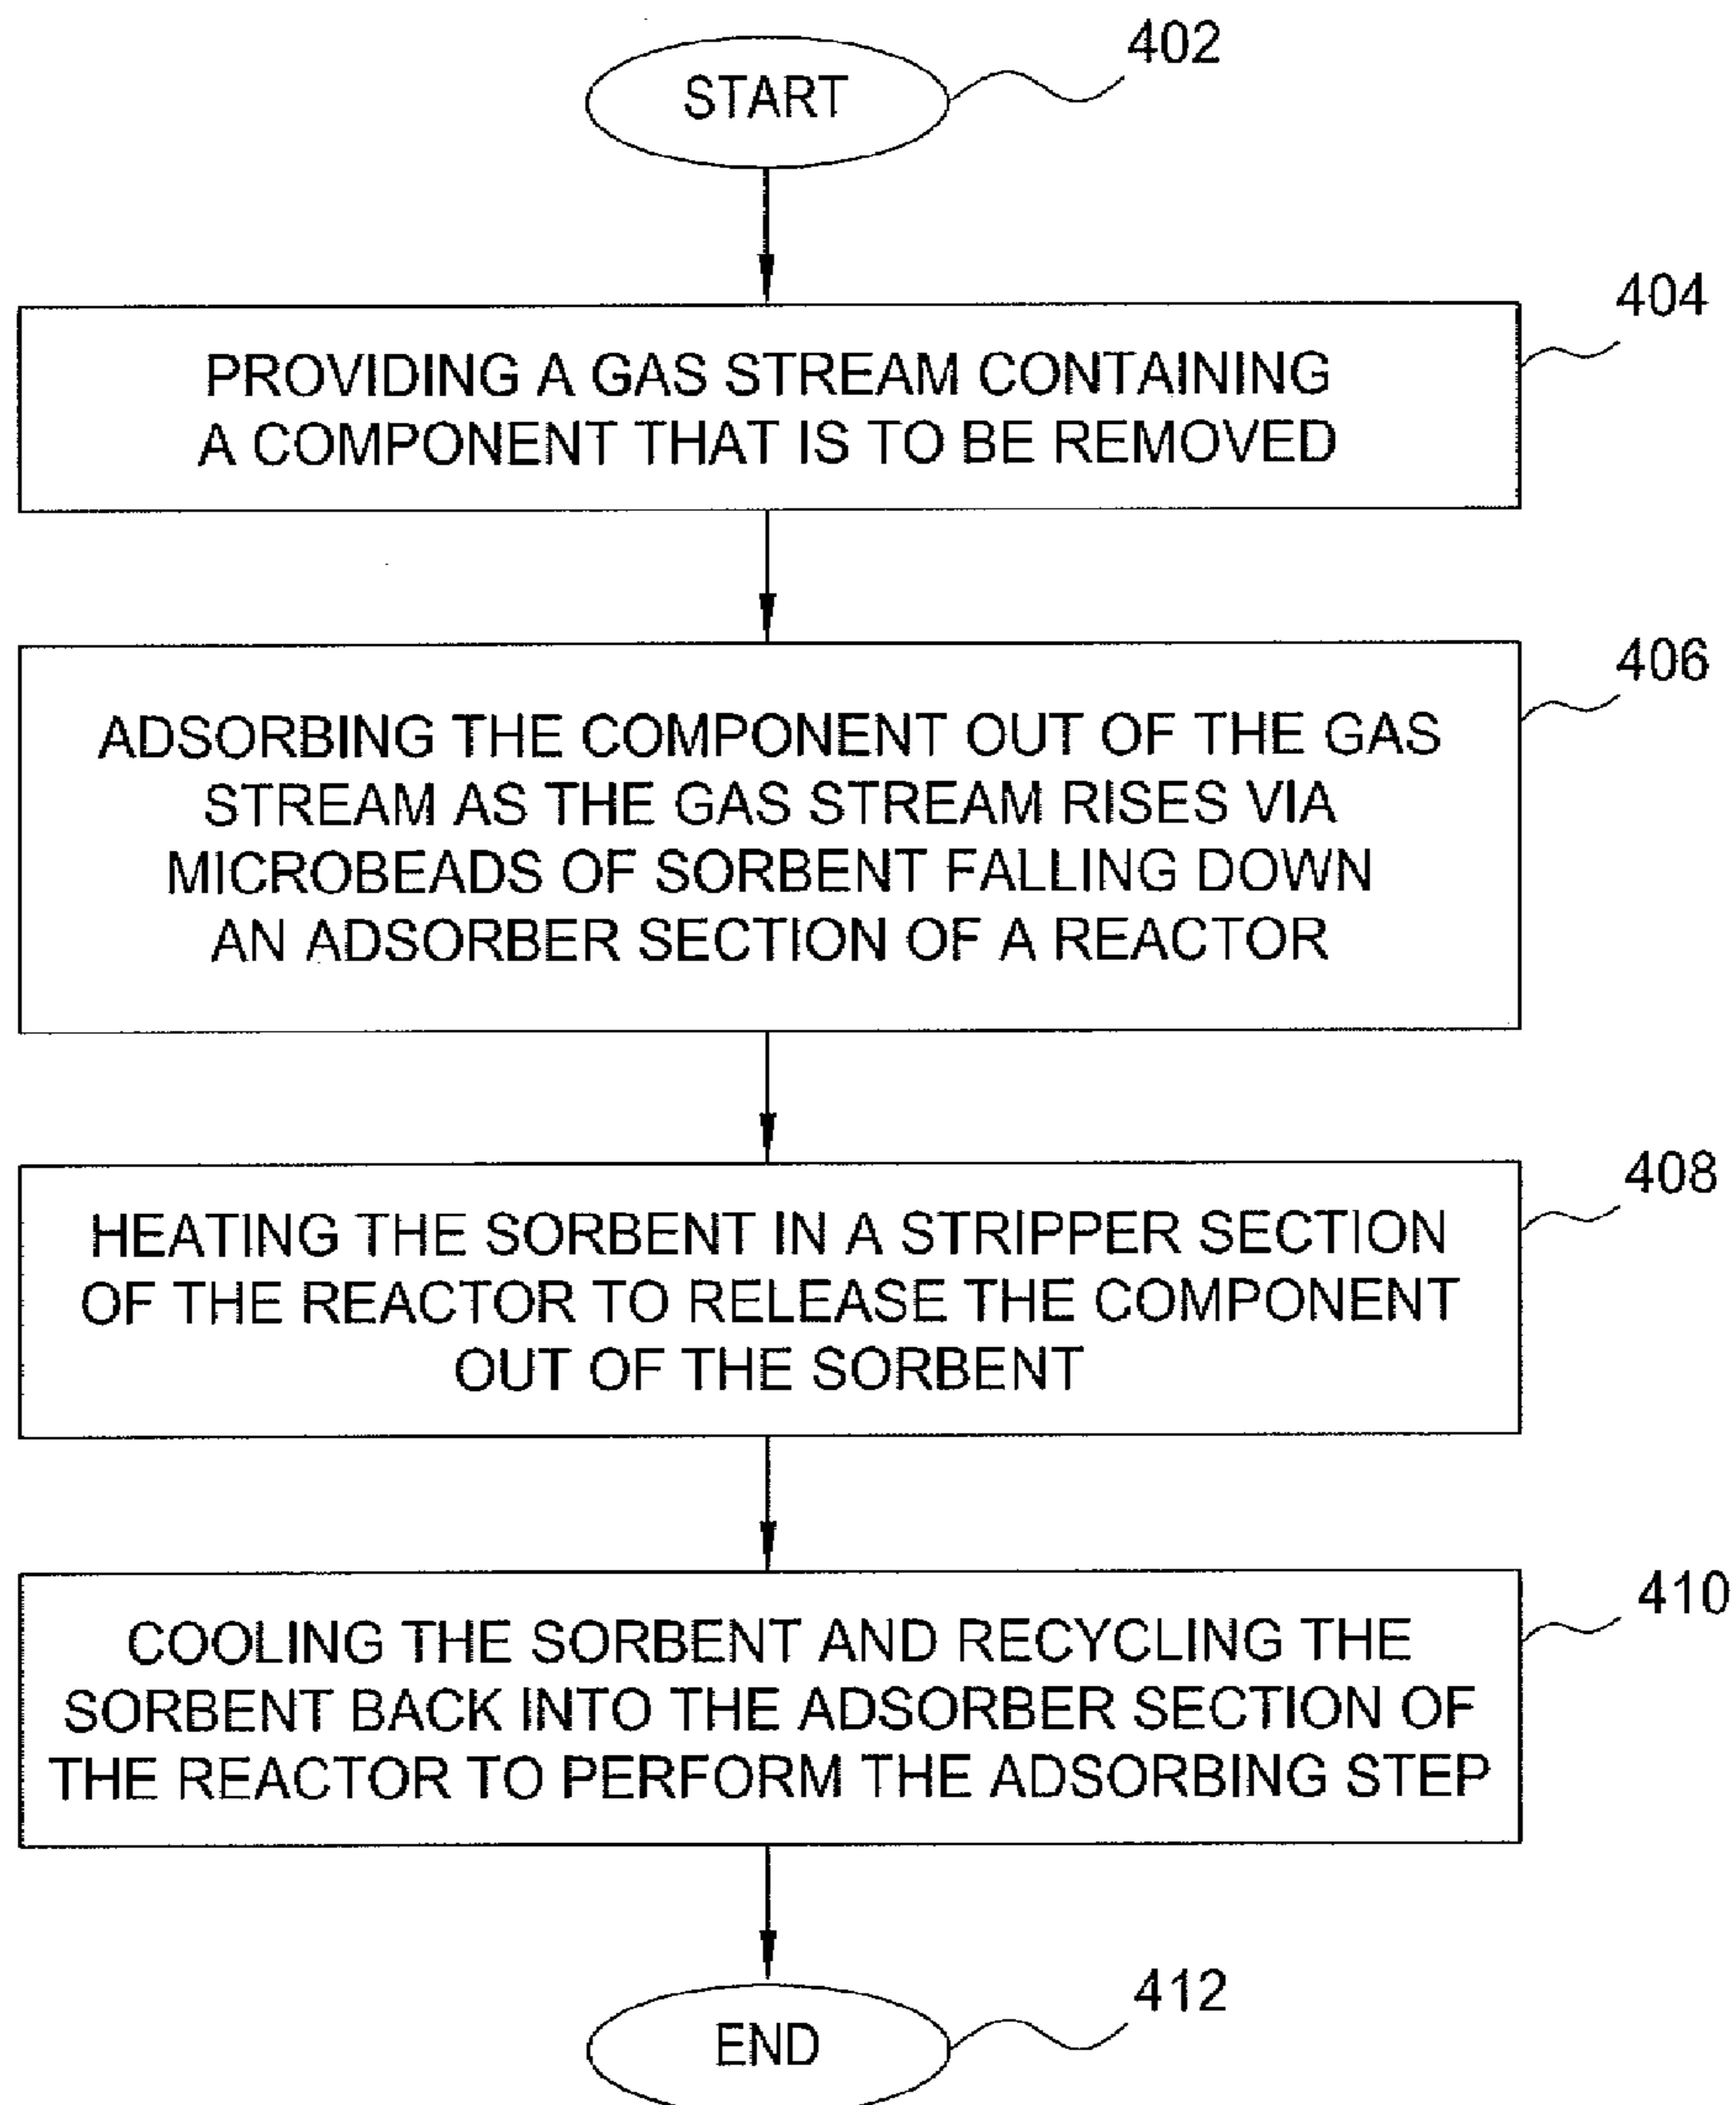 START
402
404
PROVIDING A GAS STREAM CONTAINING
A COMPONENT THAT IS TO BE REMOVED
406
ADSORBING THE COMPONENT OUT OF THE GAS
STREAM AS THE GAS STREAM RISES VIA
MICROBEADS OF SORBENT FALLING DOWN
AN ADSORBER SECTION OF A REACTOR
408
HEATING THE SORBENT IN A STRIPPER SECTION
OF THE REACTOR TO RELEASE THE COMPONENT
OUT OF THE SORBENT
410
COOLING THE SORBENT AND RECYCLING THE
SORBENT BACK INTO THE ADSORBER SECTION OF
THE REACTOR TO PERFORM THE ADSORBING STEP
412
END